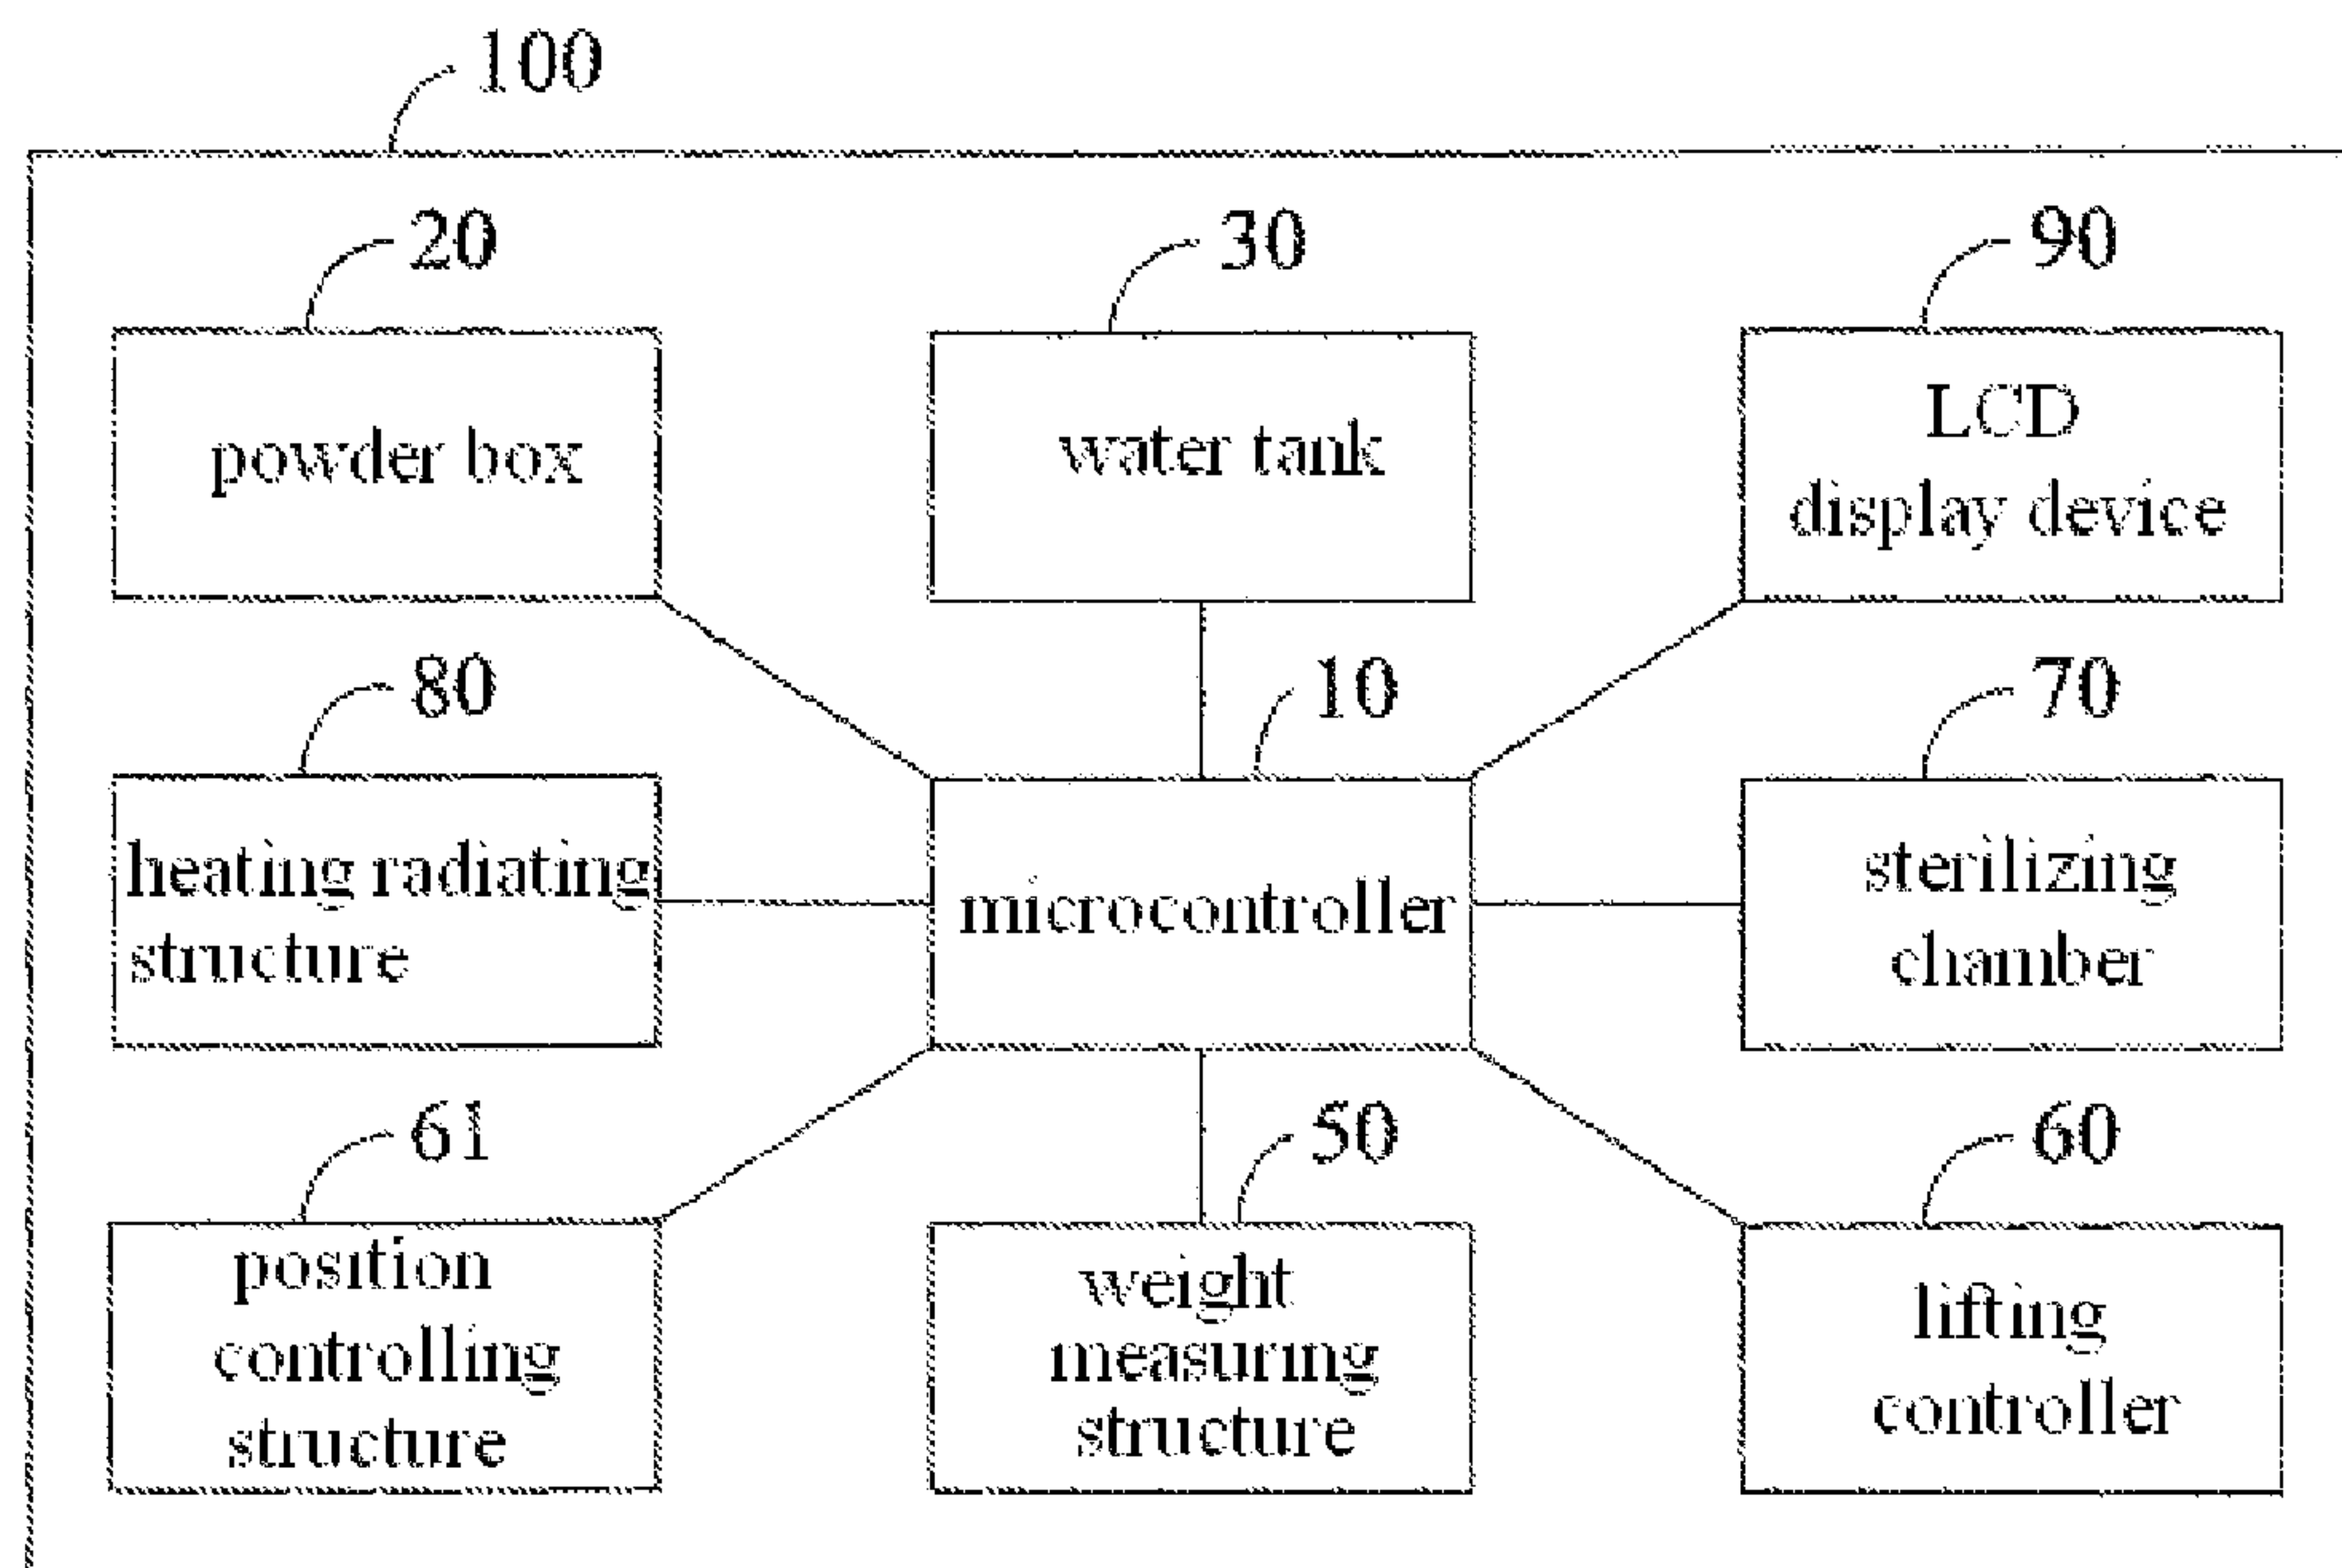 100
20
30
90
powder box
water tank
LCD
display device
80
10
70
heating radiating
structure
microcontroller
sterilizing
chamber
61
50
60
position
controlling
structure
weight
measuring
structure
lifting
controller